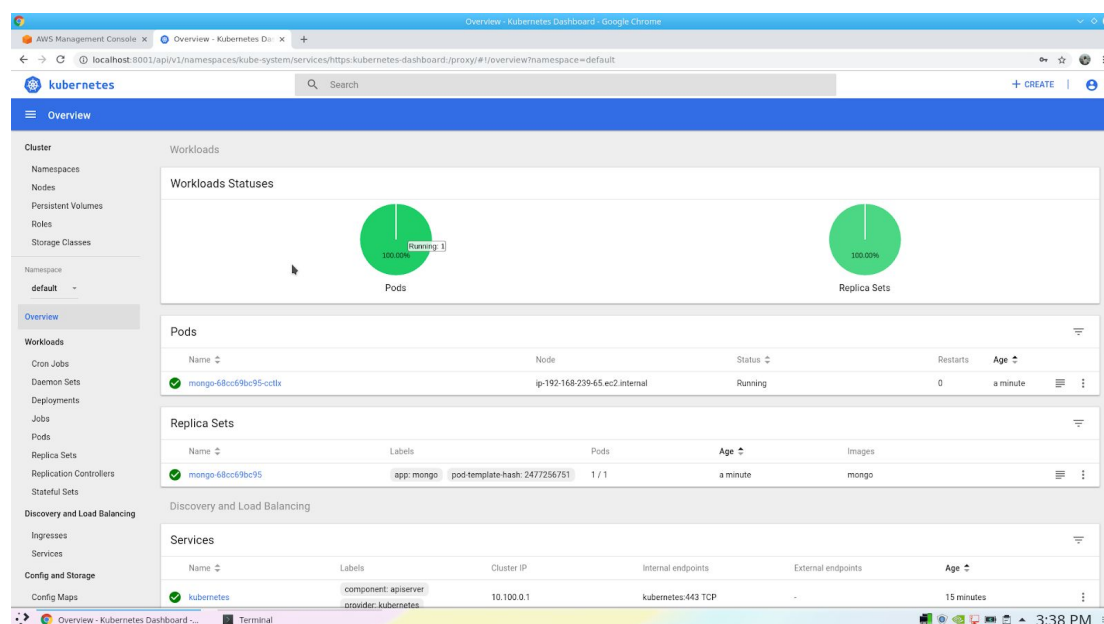 Overview - Kubernetes Dashboard - Google Chrome
AWS Management Console × Overview - Kubernetes Da × +
localhost:8001/api/v1/namespaces/kube-system/services/https:kubernetes-dashboard:/proxy/#!/overview?namespace=default
kubernetes Search + CREATE |
Overview
Cluster
Namespaces
Nodes
Persistent Volumes
Roles
Storage Classes
Namespace
default
Overview
Workloads
Cron Jobs
Daemon Sets
Deployments
Jobs
Pods
Replica Sets
Replication Controllers
Stateful Sets
Discovery and Load Balancing
Ingresses
Services
Config and Storage
Config Maps
Workloads
Workloads Statuses
Running: 1
100.00% 100.00%
Pods Replica Sets
Pods
Name Node Status Restarts Age
mongo-68cc69bc95-cctlx ip-192-168-239-65.ec2.internal Running 0 a minute
Replica Sets
Name Labels Pods Age Images
mongo-68cc69bc95 app: mongo pod-template-hash: 2477256751 1 / 1 a minute mongo
Discovery and Load Balancing
Services
Name Labels Cluster IP Internal endpoints External endpoints Age
kubernetes component: apiserver 10.100.0.1 kubernetes:443 TCP - 15 minutes
provider: kubernetes
Overview - Kubernetes Dashboard -... Terminal 3:38 PM